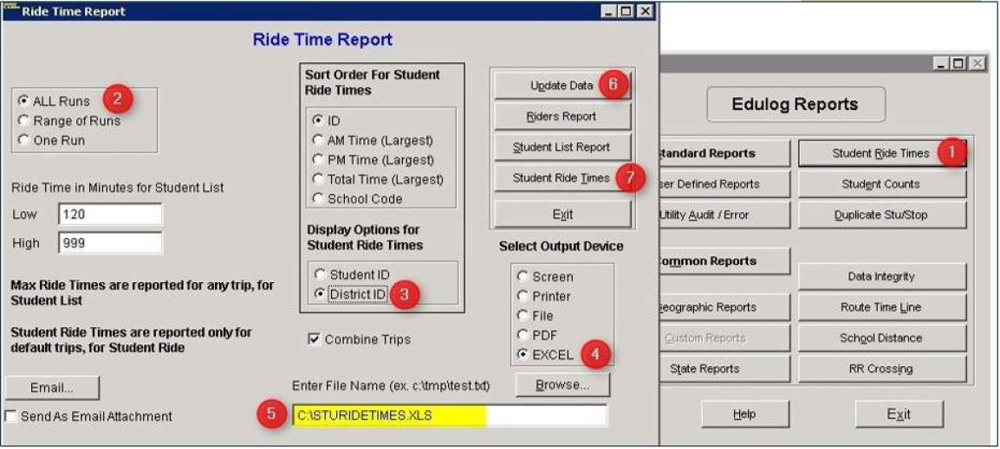 Ride Time Report
Ride Time Report
2
ALL Runs
Range of Runs
One Run
Ride Time in Minutes for Student List
Low 120
High 999
Max Ride Times are reported for any trip, for
Student List
Student Ride Times are reported only for
default trips, for Student Ride
Email...
Send As Email Attachment
Sort Order For Student
Ride Times
ID
AM Time (Largest)
PM Time (Largest)
Total Time (Largest)
School Code
Display Options for
Student Ride Times
Student ID
District ID 3
Combine Trips
Enter File Name (ex. c:\tmp\test.txt)
Browse...
5 C:\STURIDETIMES.XLS
Update Data 6
Riders Report
Student List Report
Student Ride Times 7
Exit
Select Output Device
Screen
Printer
File
PDF
EXCEL 4
Edulog Reports
tandard Reports
ser Defined Reports
Utility Audit / Error
ommon Reports
eographic Reports
Custom Reports
State Reports
Student Ride Times 1
Student Counts
Duplicate Stu/Stop
Data Integrity
Route Time Line
School Distance
RR Crossing
Help
Exit